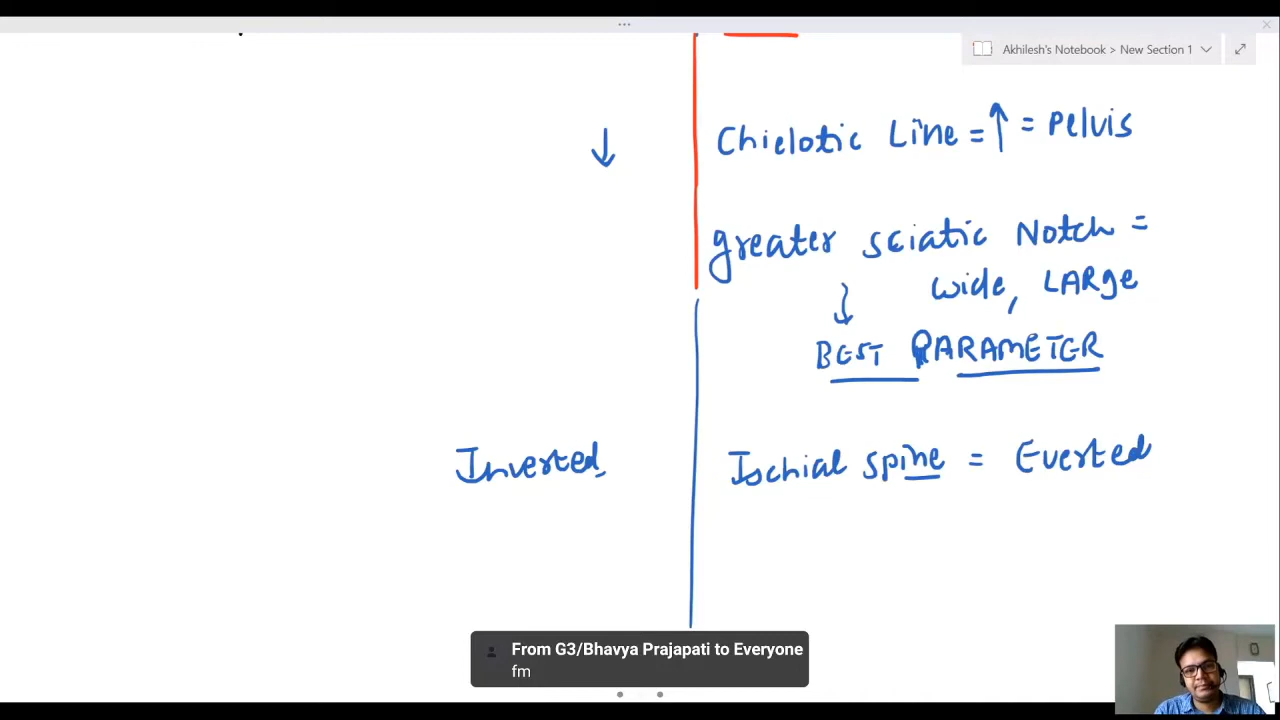 Akhilesh's Notebook > New Section 1
Chielotic Line = ↑ = Pelvis
↓
greater sciatic Notch =
wide, LARge
↓
BEST PARAMETER
Inverted
Ischial spine = Everted
From G3/Bhavya Prajapati to Everyone
fm